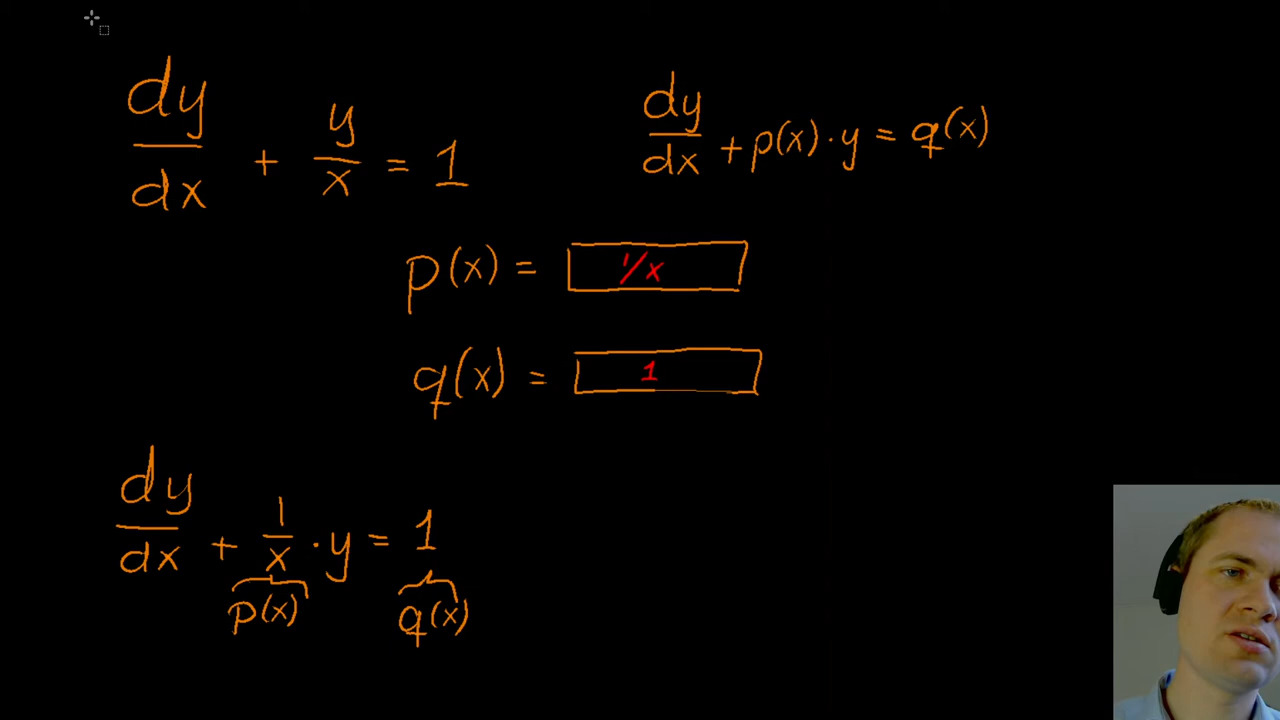 dy/dx + y/x = 1
dy/dx + p(x) · y = q(x)
p(x) = 1/x
q(x) = 1
dy/dx + 1/x · y = 1
p(x) q(x)